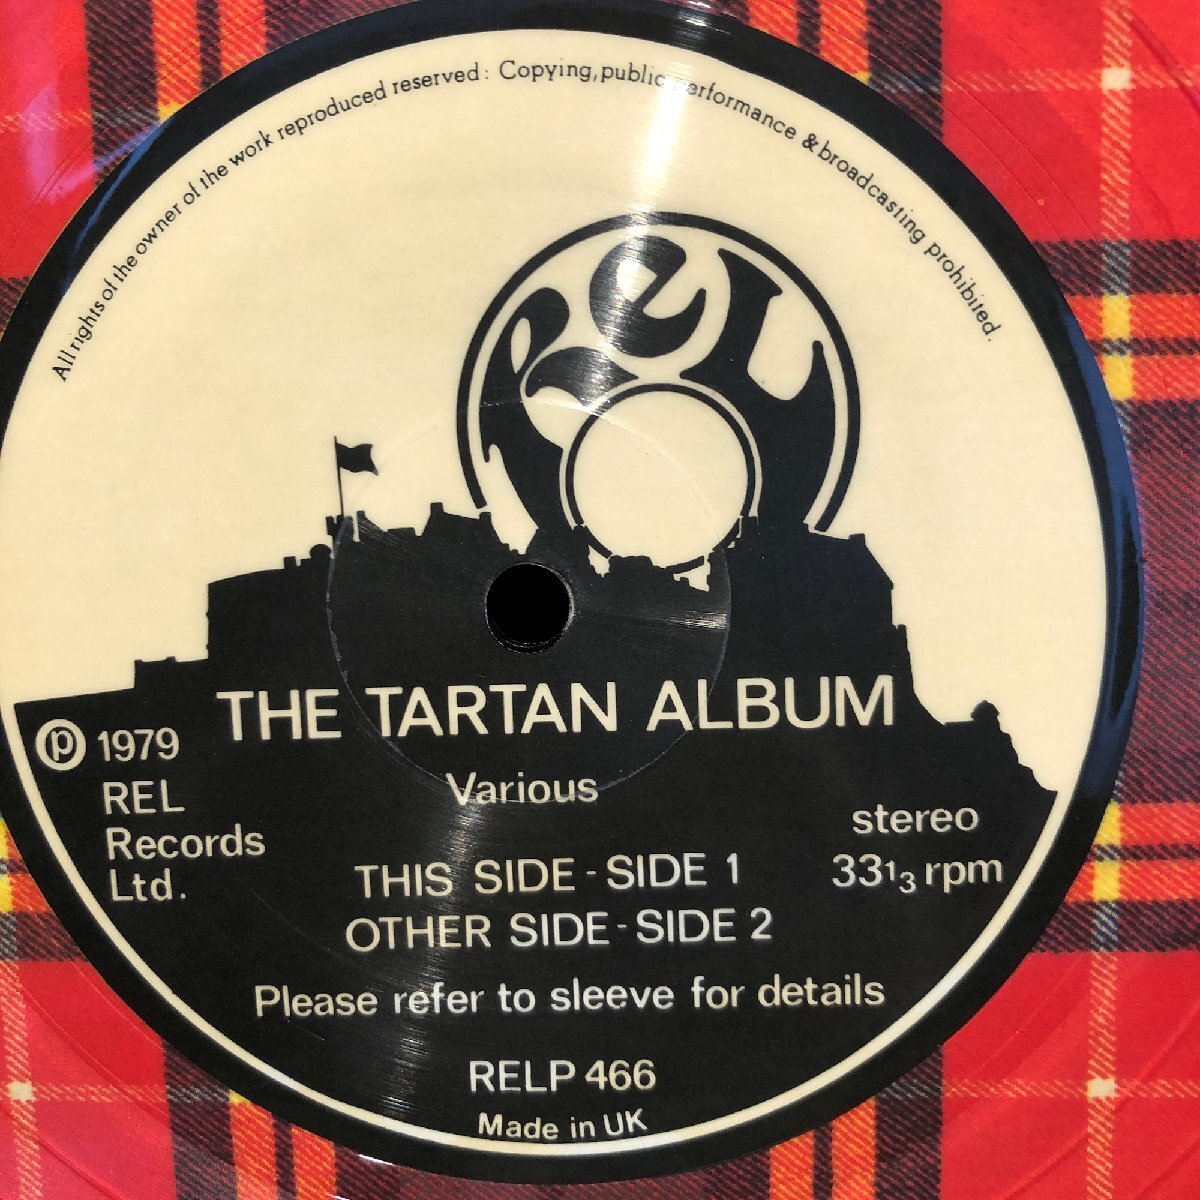 All rights of the owner of the work reproduced reserved: Copying, public performance & broadcasting prohibited.
ReL
THE TARTAN ALBUM
℗ 1979
REL
Records
Ltd.
Various
stereo
33 1/3 rpm
THIS SIDE - SIDE 1
OTHER SIDE - SIDE 2
Please refer to sleeve for details
RELP 466
Made in UK